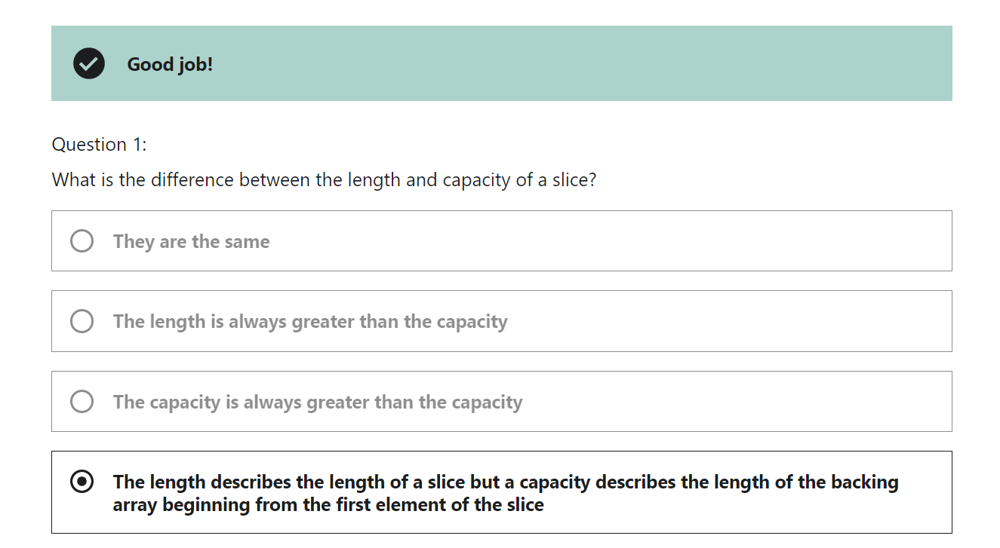 Good job!
Question 1:
What is the difference between the length and capacity of a slice?
They are the same
The length is always greater than the capacity
The capacity is always greater than the capacity
The length describes the length of a slice but a capacity describes the length of the backing
array beginning from the first element of the slice